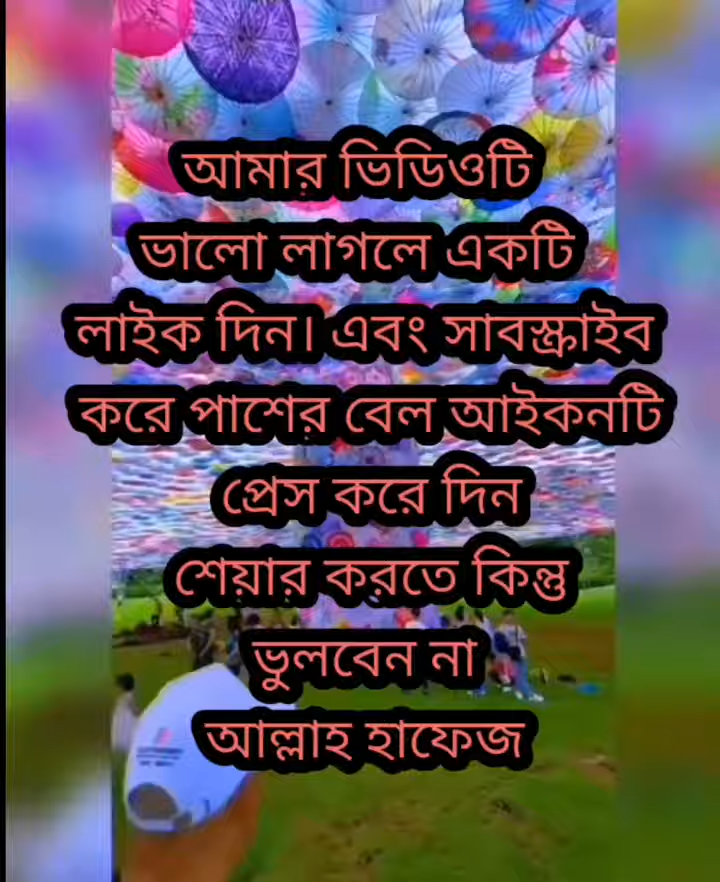 আমার ভিডিওটি
ভালো লাগলে একটি
লাইক দিন। এবং সাবস্ক্রাইব
করে পাশের বেল আইকনটি
প্রেস করে দিন
শেয়ার করতে কিন্তু
ভুলবেন না
আল্লাহ হাফেজ